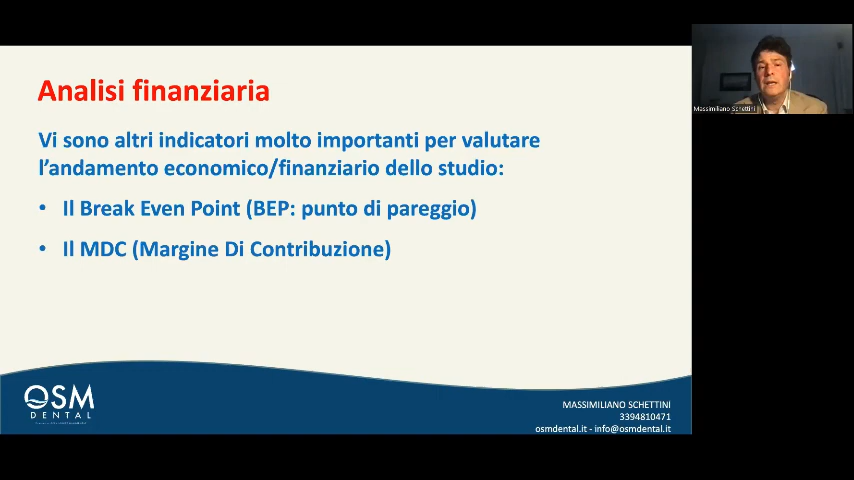 Analisi finanziaria
Vi sono altri indicatori molto importanti per valutare
l’andamento economico/finanziario dello studio:
• Il Break Even Point (BEP: punto di pareggio)
• Il MDC (Margine Di Contribuzione)
OSM
DENTAL
MASSIMILIANO SCHETTINI
3394810471
osmdental.it - info@osmdental.it
Massimiliano Schettini